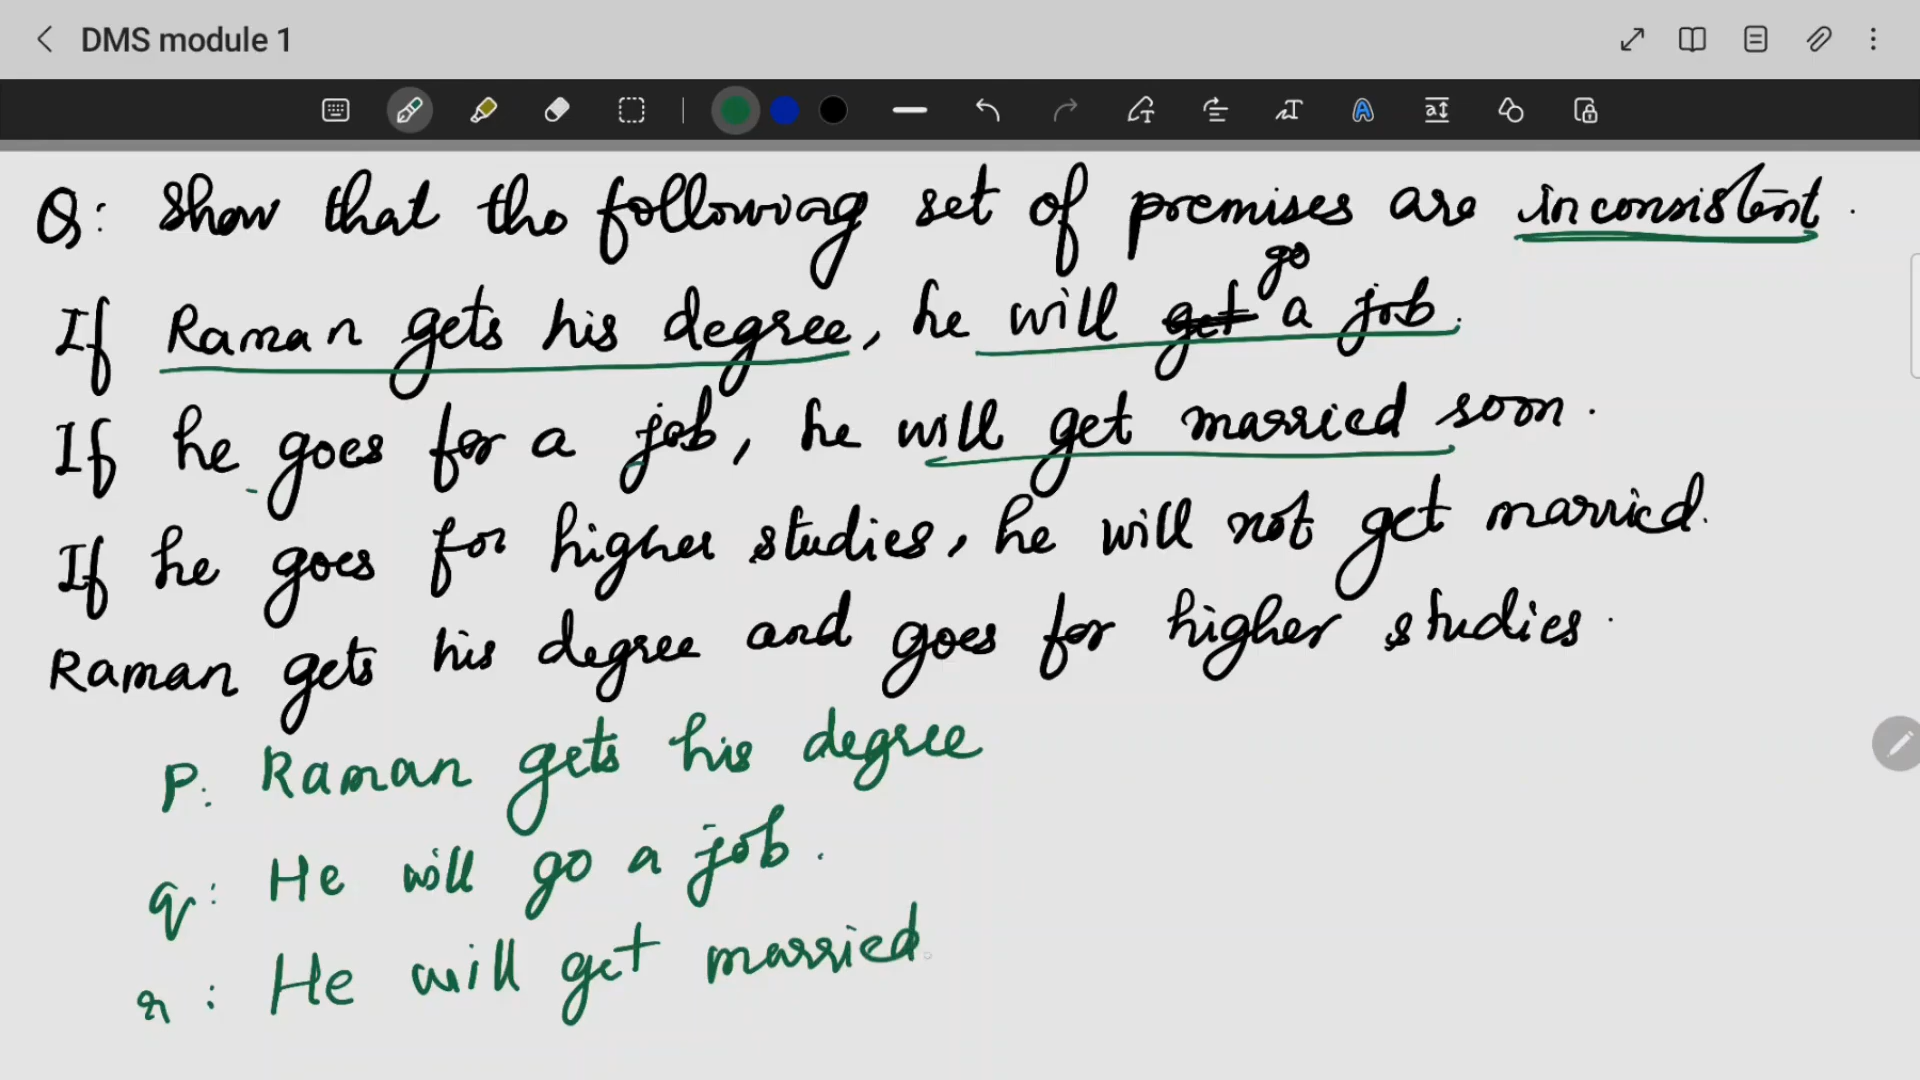 DMS module 1
Q: Show that the following set of premises are inconsistent.
go
If Raman gets his degree, he will get a job.
If he goes for a job, he will get married soon.
If he goes for higher studies, he will not get married.
Raman gets his degree and goes for higher studies.
P: Raman gets his degree
q: He will go a job.
r: He will get married.